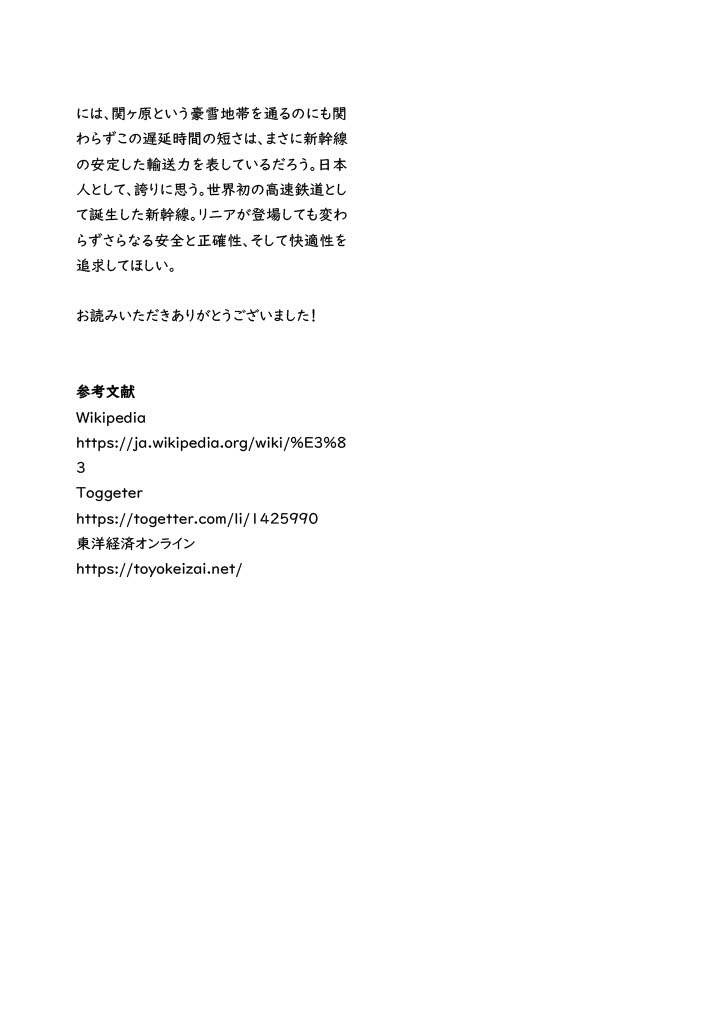 には、関ヶ原という豪雪地帯を通るのにも関
わらずこの遅延時間の短さは、まさに新幹線
の安定した輸送力を表しているだろう。日本
人として、誇りに思う。世界初の高速鉄道とし
て誕生した新幹線。リニアが登場しても変わ
らずさらなる安全と正確性、そして快適性を
追求してほしい。
お読みいただきありがとうございました!
参考文献
Wikipedia
https://ja.wikipedia.org/wiki/%E3%8
3
Toggeter
https://togetter.com/li/1425990
東洋経済オンライン
https://toyokeizai.net/